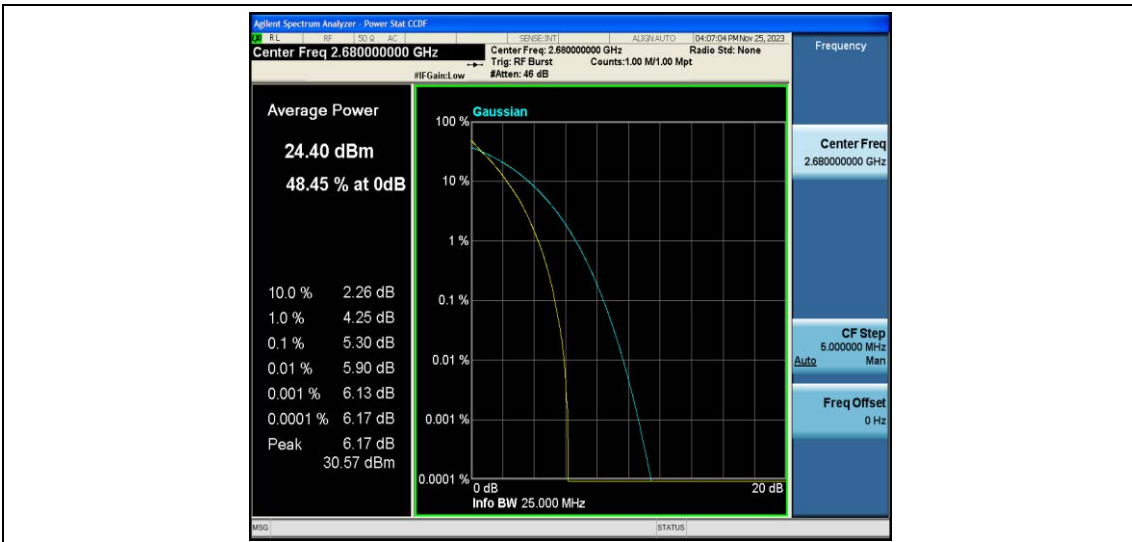 Agilent Spectrum Analyzer - Power Stat CCDF
RL RF 50 Ω AC SENSE:INT ALIGN AUTO 04:07:04 PM Nov 25, 2023
Center Freq 2.680000000 GHz
Center Freq: 2.680000000 GHz Radio Std: None
Trig: RF Burst Counts:1.00 M/1.00 Mpt
#IFGain:Low #Atten: 46 dB
Frequency
Average Power
24.40 dBm
48.45 % at 0dB
10.0 % 2.26 dB
1.0 % 4.25 dB
0.1 % 5.30 dB
0.01 % 5.90 dB
0.001 % 6.13 dB
0.0001 % 6.17 dB
Peak 6.17 dB
30.57 dBm
Gaussian
100 %
10 %
1 %
0.1 %
0.01 %
0.001 %
0.0001 %
0 dB 20 dB
Info BW 25.000 MHz
Center Freq
2.680000000 GHz
CF Step
5.000000 MHz
Auto Man
Freq Offset
0 Hz
MSG STATUS